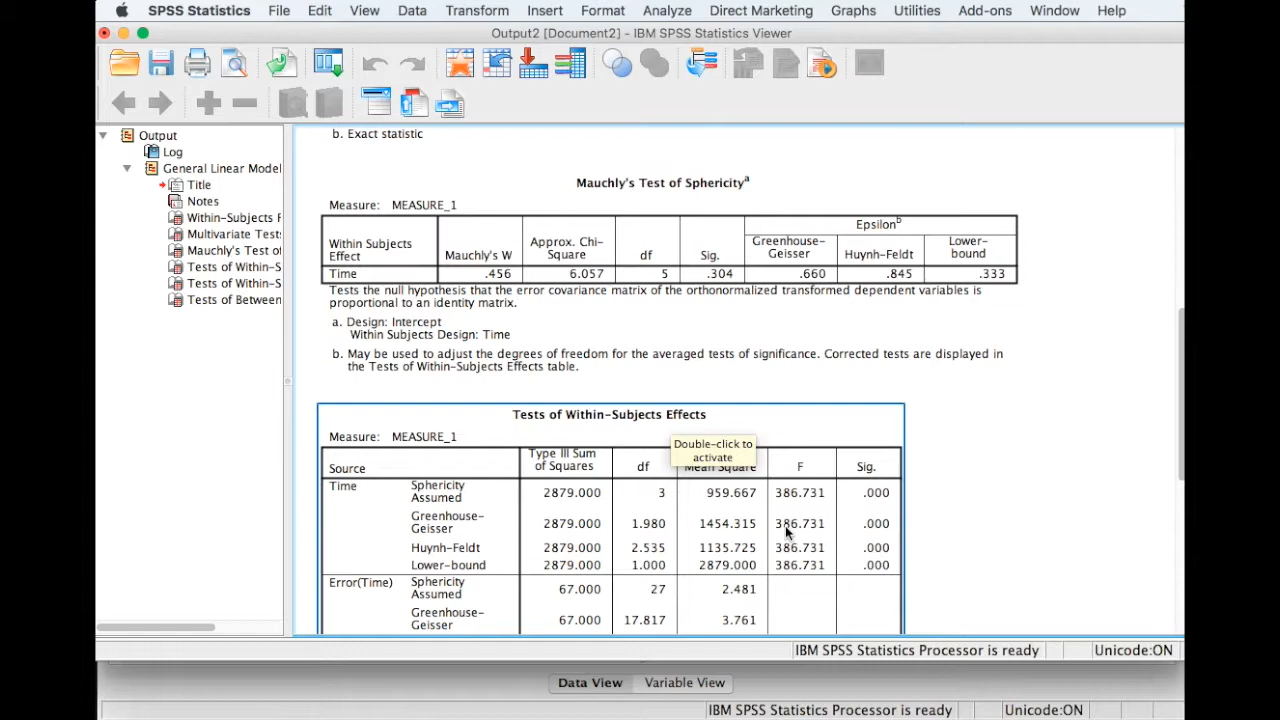 SPSS Statistics File Edit View Data Transform Insert Format Analyze Direct Marketing Graphs Utilities Add-ons Window Help
Output2 [Document2] - IBM SPSS Statistics Viewer
Output
Log
General Linear Model
Title
Notes
Within-Subjects F
Multivariate Test
Mauchly's Test of
Tests of Within-S
Tests of Within-S
Tests of Between
b. Exact statistic
Mauchly's Test of Sphericitya
Measure: MEASURE_1
Epsilonb
Within Subjects Effect Mauchly's W Approx. Chi-Square df Sig. Greenhouse-Geisser Huynh-Feldt Lower-bound
Time .456 6.057 5 .304 .660 .845 .333
Tests the null hypothesis that the error covariance matrix of the orthonormalized transformed dependent variables is
proportional to an identity matrix.
a. Design: Intercept
Within Subjects Design: Time
b. May be used to adjust the degrees of freedom for the averaged tests of significance. Corrected tests are displayed in
the Tests of Within-Subjects Effects table.
Tests of Within-Subjects Effects
Measure: MEASURE_1
Double-click to
activate
Source Type III Sum of Squares df Mean Square F Sig.
Time Sphericity Assumed 2879.000 3 959.667 386.731 .000
Greenhouse-Geisser 2879.000 1.980 1454.315 386.731 .000
Huynh-Feldt 2879.000 2.535 1135.725 386.731 .000
Lower-bound 2879.000 1.000 2879.000 386.731 .000
Error(Time) Sphericity Assumed 67.000 27 2.481
Greenhouse-Geisser 67.000 17.817 3.761
IBM SPSS Statistics Processor is ready Unicode:ON
Data View Variable View
IBM SPSS Statistics Processor is ready Unicode:ON